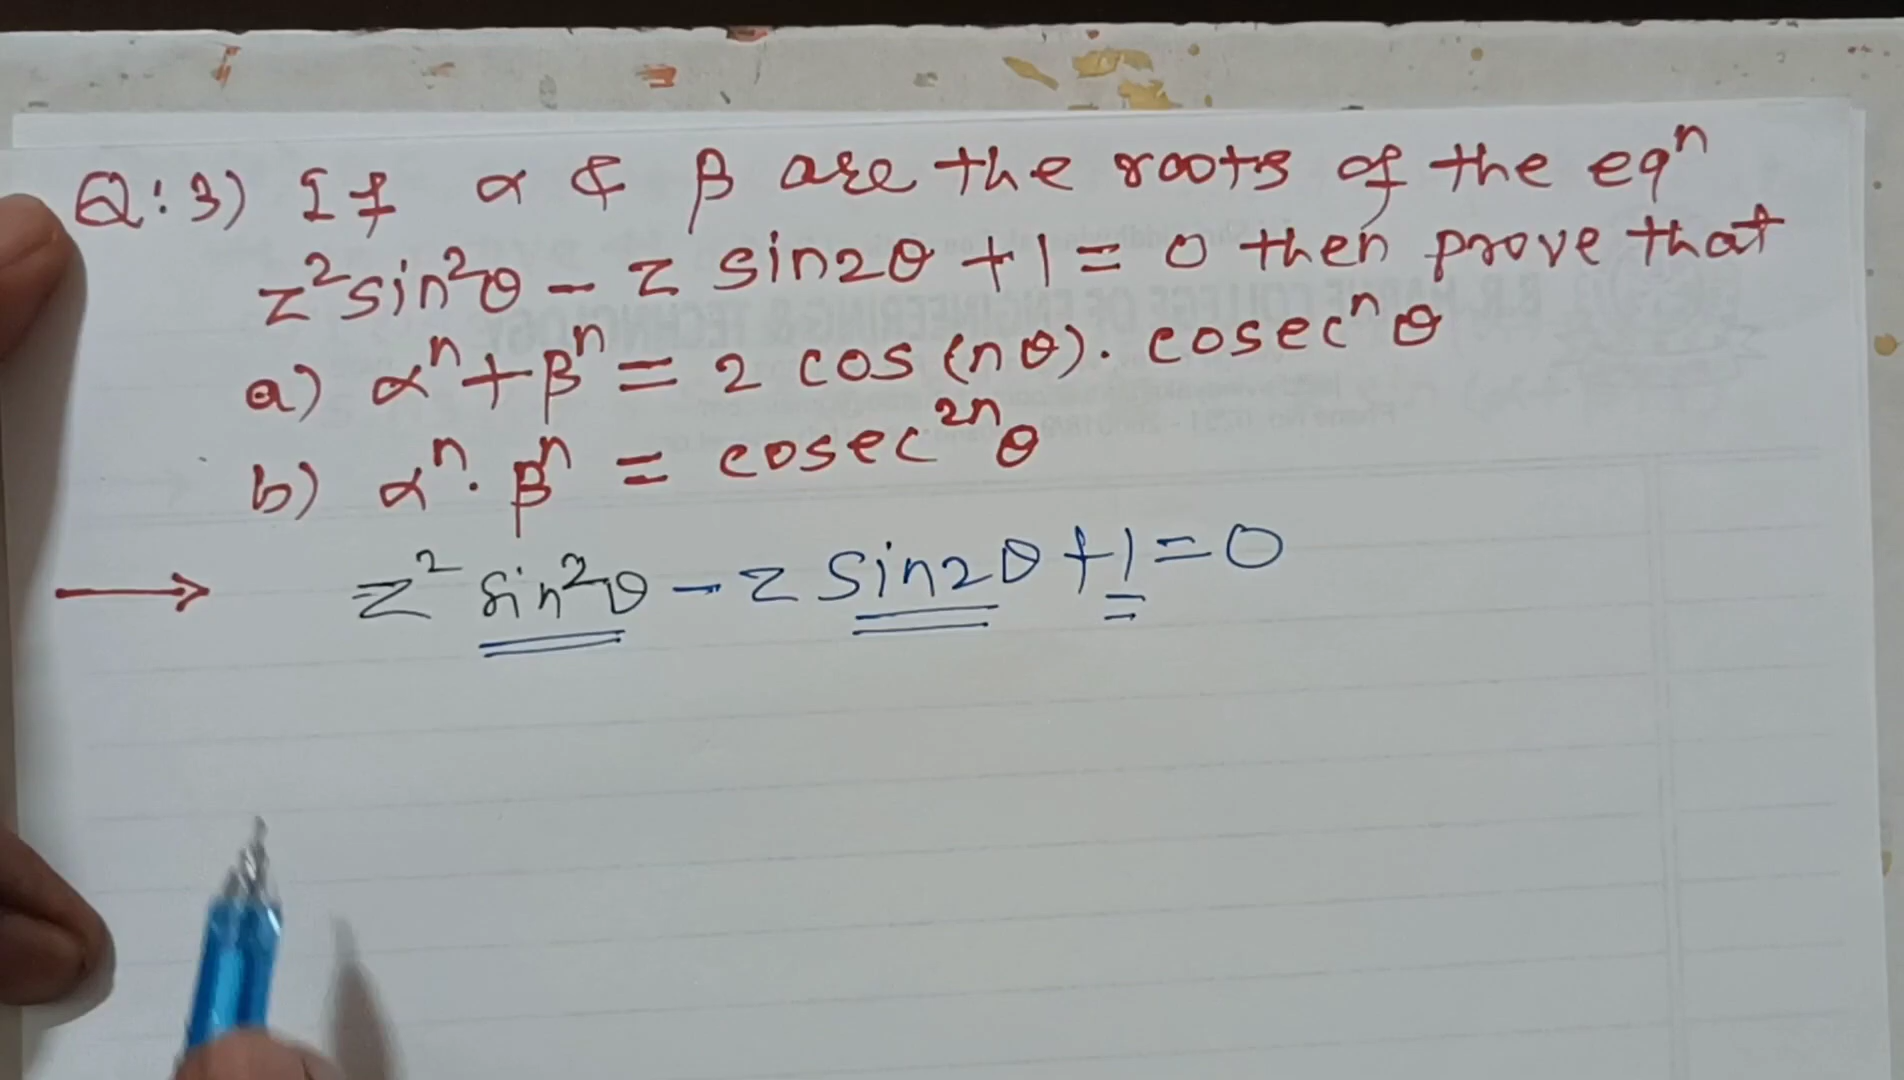 Q:3) If α & β are the roots of the eqⁿ
z²sin²θ - z sin2θ + 1 = 0 then prove that
a) αⁿ + βⁿ = 2 cos (nθ). cosecⁿθ
b) αⁿ. βⁿ = cosec²ⁿθ
→ z² sin²θ - z sin2θ + 1 = 0